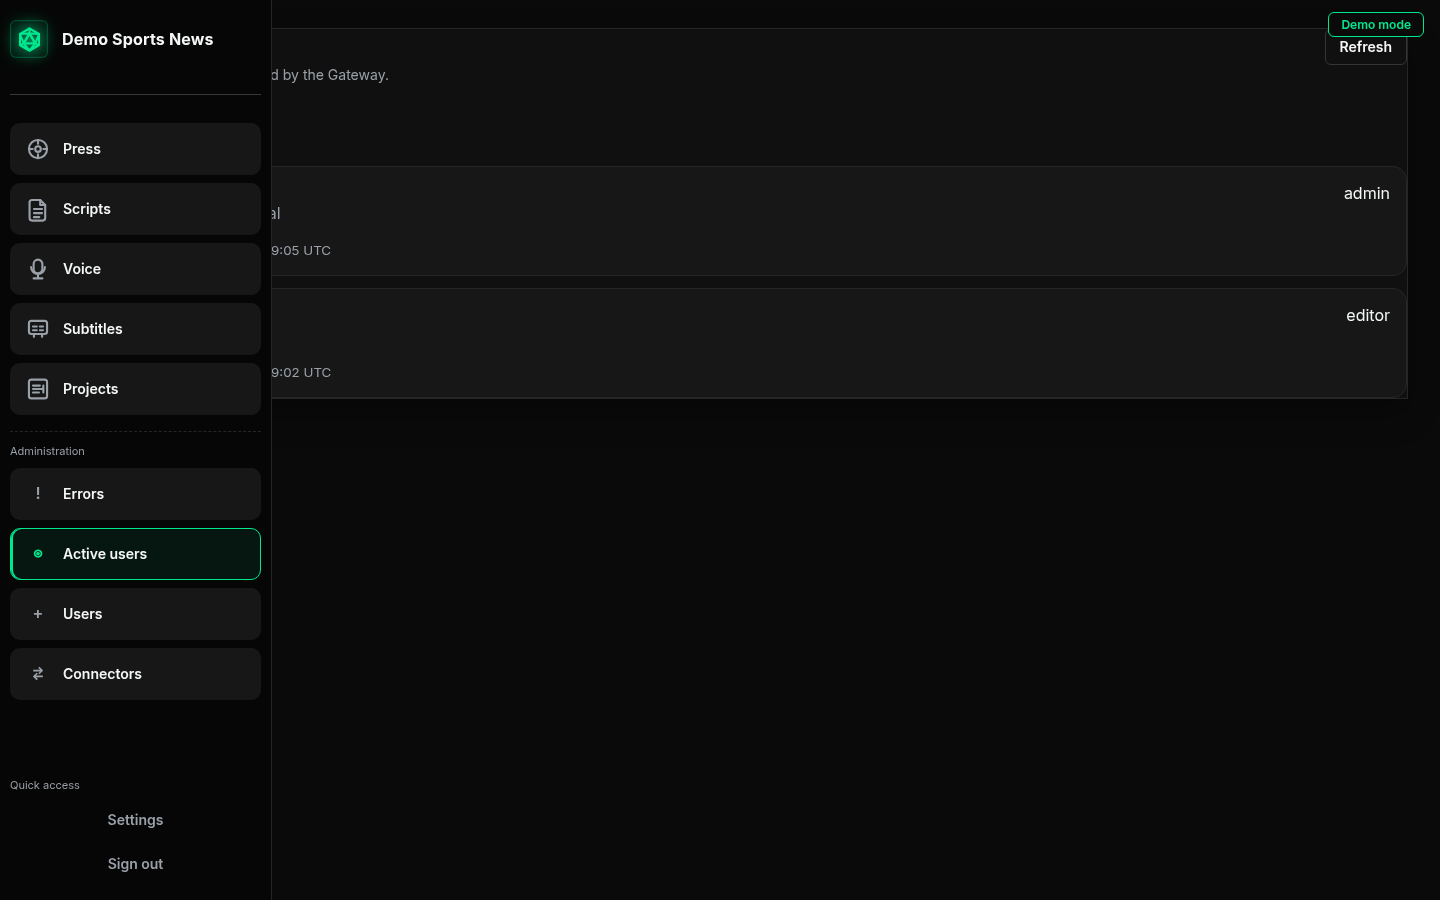 Demo Sports News
Demo mode
Refresh
d by the Gateway.
Press
Scripts
Voice
Subtitles
Projects
admin
al
9:05 UTC
editor
9:02 UTC
Administration
Errors
Active users
Users
Connectors
Quick access
Settings
Sign out